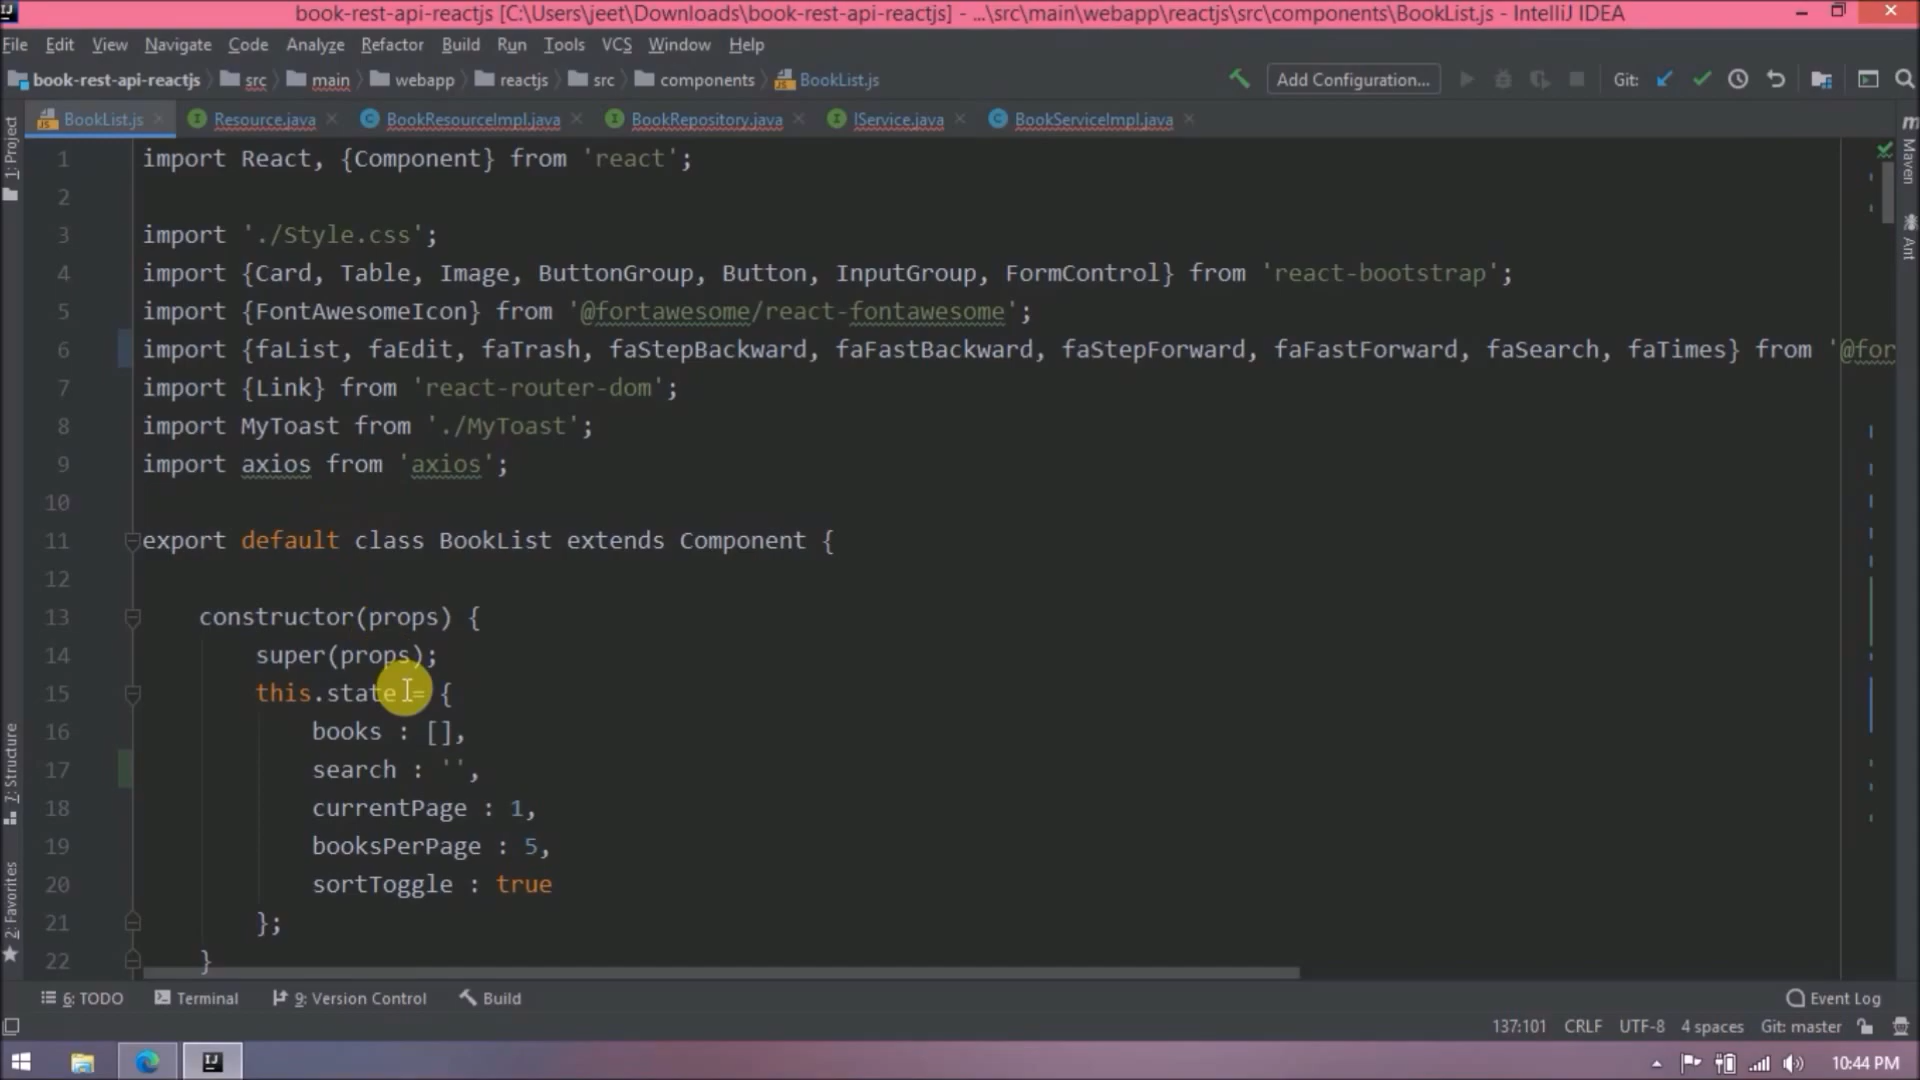 book-rest-api-reactjs [C:\Users\jeet\Downloads\book-rest-api-reactjs] - ...\src\main\webapp\reactjs\src\components\BookList.js - IntelliJ IDEA
File Edit View Navigate Code Analyze Refactor Build Run Tools VCS Window Help
book-rest-api-reactjs src main webapp reactjs src components BookList.js Add Configuration... Git:
BookList.js Resource.java BookResourceImpl.java BookRepository.java IService.java BookServiceImpl.java
1: Project
Maven
Ant
7: Structure
2: Favorites
1 import React, {Component} from 'react';
2
3 import './Style.css';
4 import {Card, Table, Image, ButtonGroup, Button, InputGroup, FormControl} from 'react-bootstrap';
5 import {FontAwesomeIcon} from '@fortawesome/react-fontawesome';
6 import {faList, faEdit, faTrash, faStepBackward, faFastBackward, faStepForward, faFastForward, faSearch, faTimes} from '@for
7 import {Link} from 'react-router-dom';
8 import MyToast from './MyToast';
9 import axios from 'axios';
10
11 export default class BookList extends Component {
12
13 constructor(props) {
14 super(props);
15 this.state = {
16 books : [],
17 search : '',
18 currentPage : 1,
19 booksPerPage : 5,
20 sortToggle : true
21 };
22 }
6: TODO Terminal 9: Version Control Build Event Log
137:101 CRLF UTF-8 4 spaces Git: master
10:44 PM